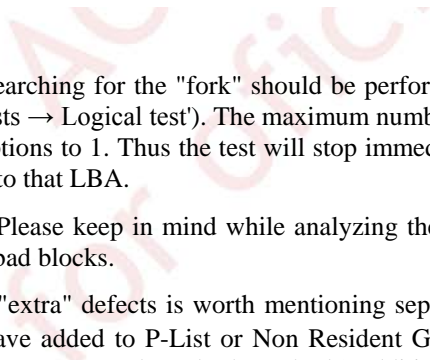 earching for the "fork" should be perfor
sts → Logical test'). The maximum numb
ptions to 1. Thus the test will stop immed
to that LBA.
Please keep in mind while analyzing the
bad blocks.
"extra" defects is worth mentioning sep
ave added to P-List or Non Resident G